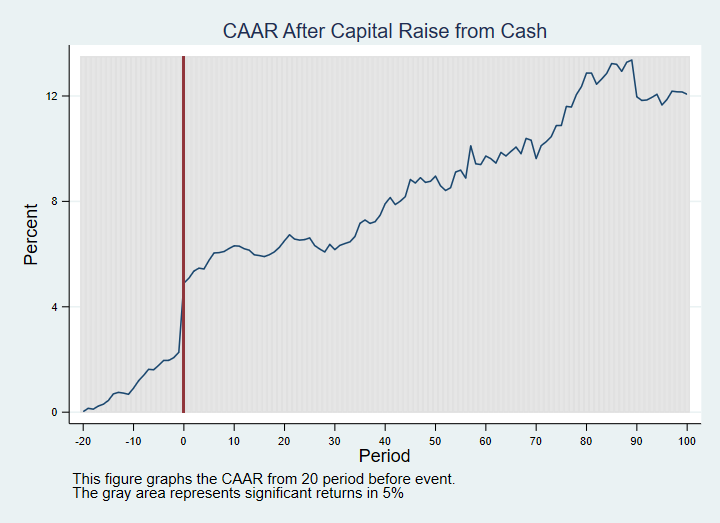 CAAR After Capital Raise from Cash
Percent
12
8
4
0
-20 -10 0 10 20 30 40 50 60 70 80 90 100
Period
This figure graphs the CAAR from 20 period before event.
The gray area represents significant returns in 5%